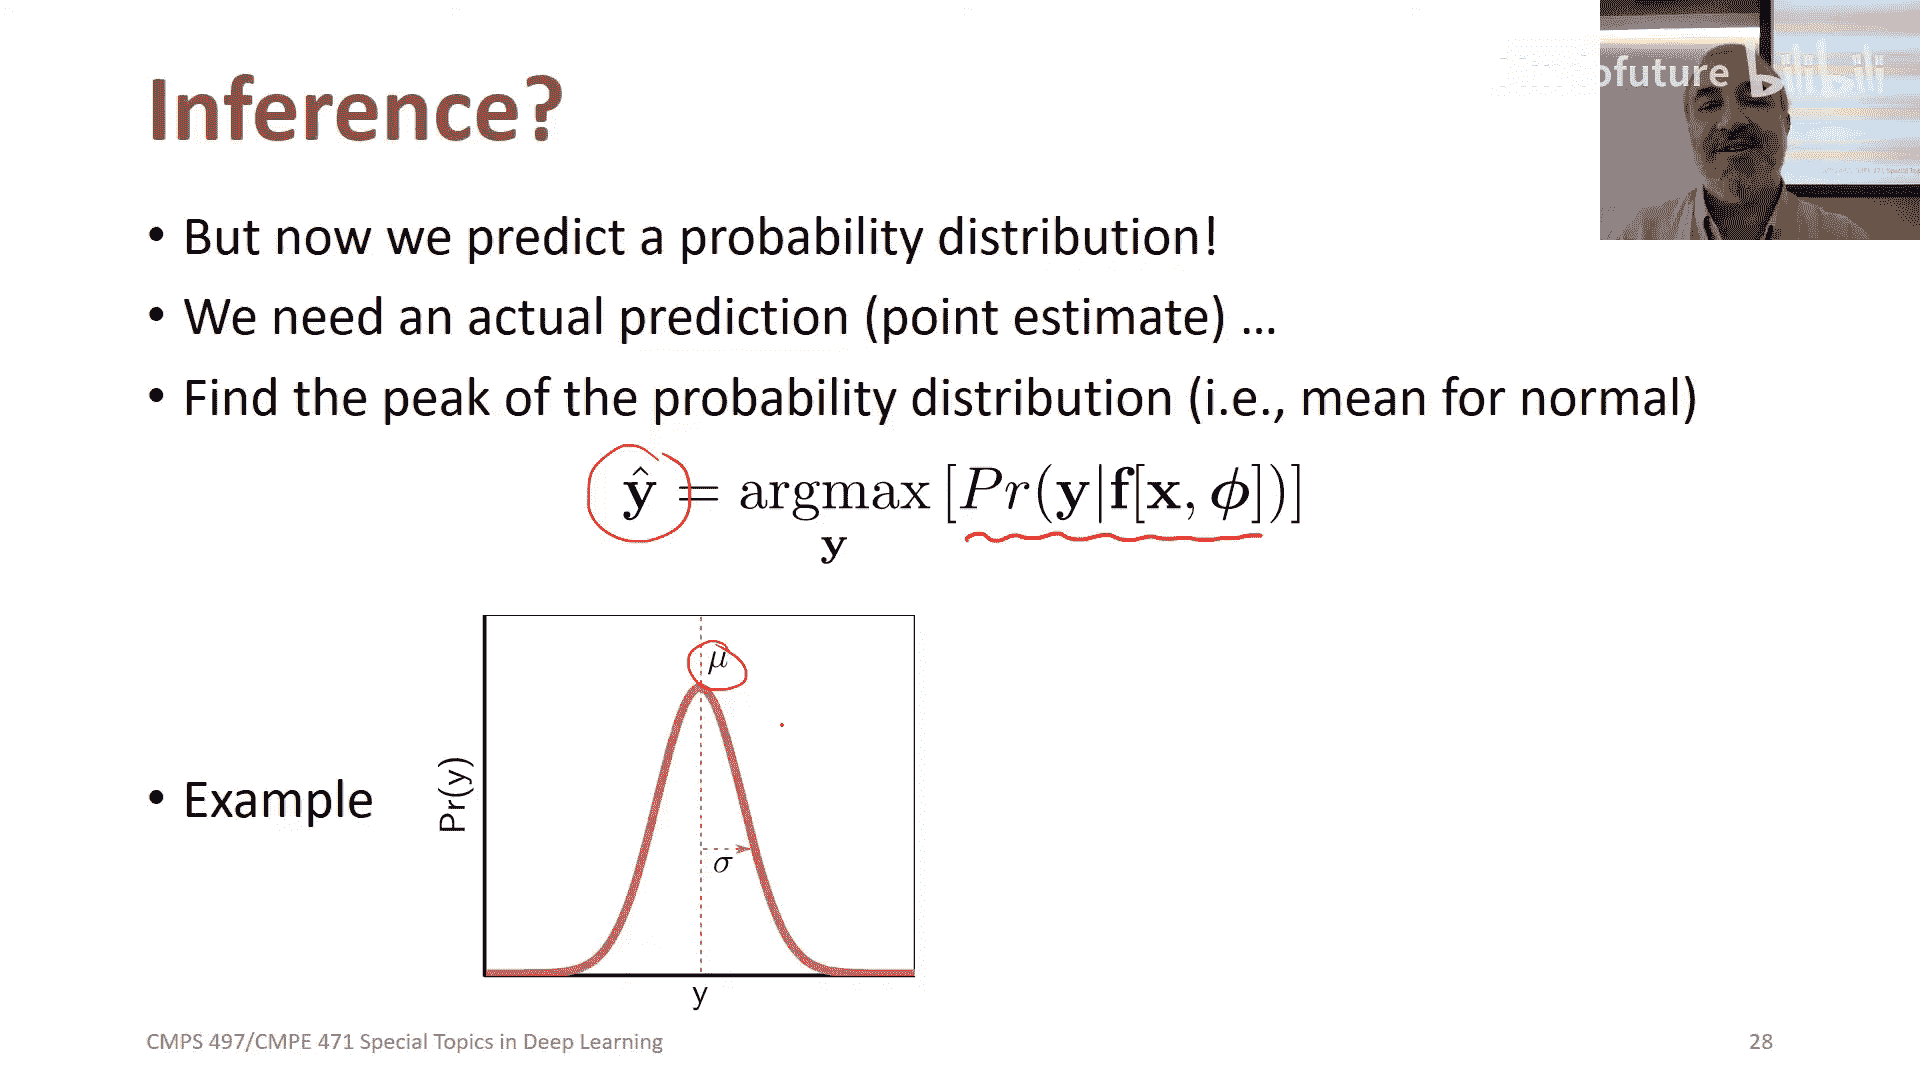 Inference?
ofuture bilibili
• But now we predict a probability distribution!
• We need an actual prediction (point estimate) ...
• Find the peak of the probability distribution (i.e., mean for normal)
ŷ = argmax [Pr(y|f[x, ϕ])]
y
μ
Pr(y)
• Example
σ
y
CMPS 497/CMPE 471 Special Topics in Deep Learning
28